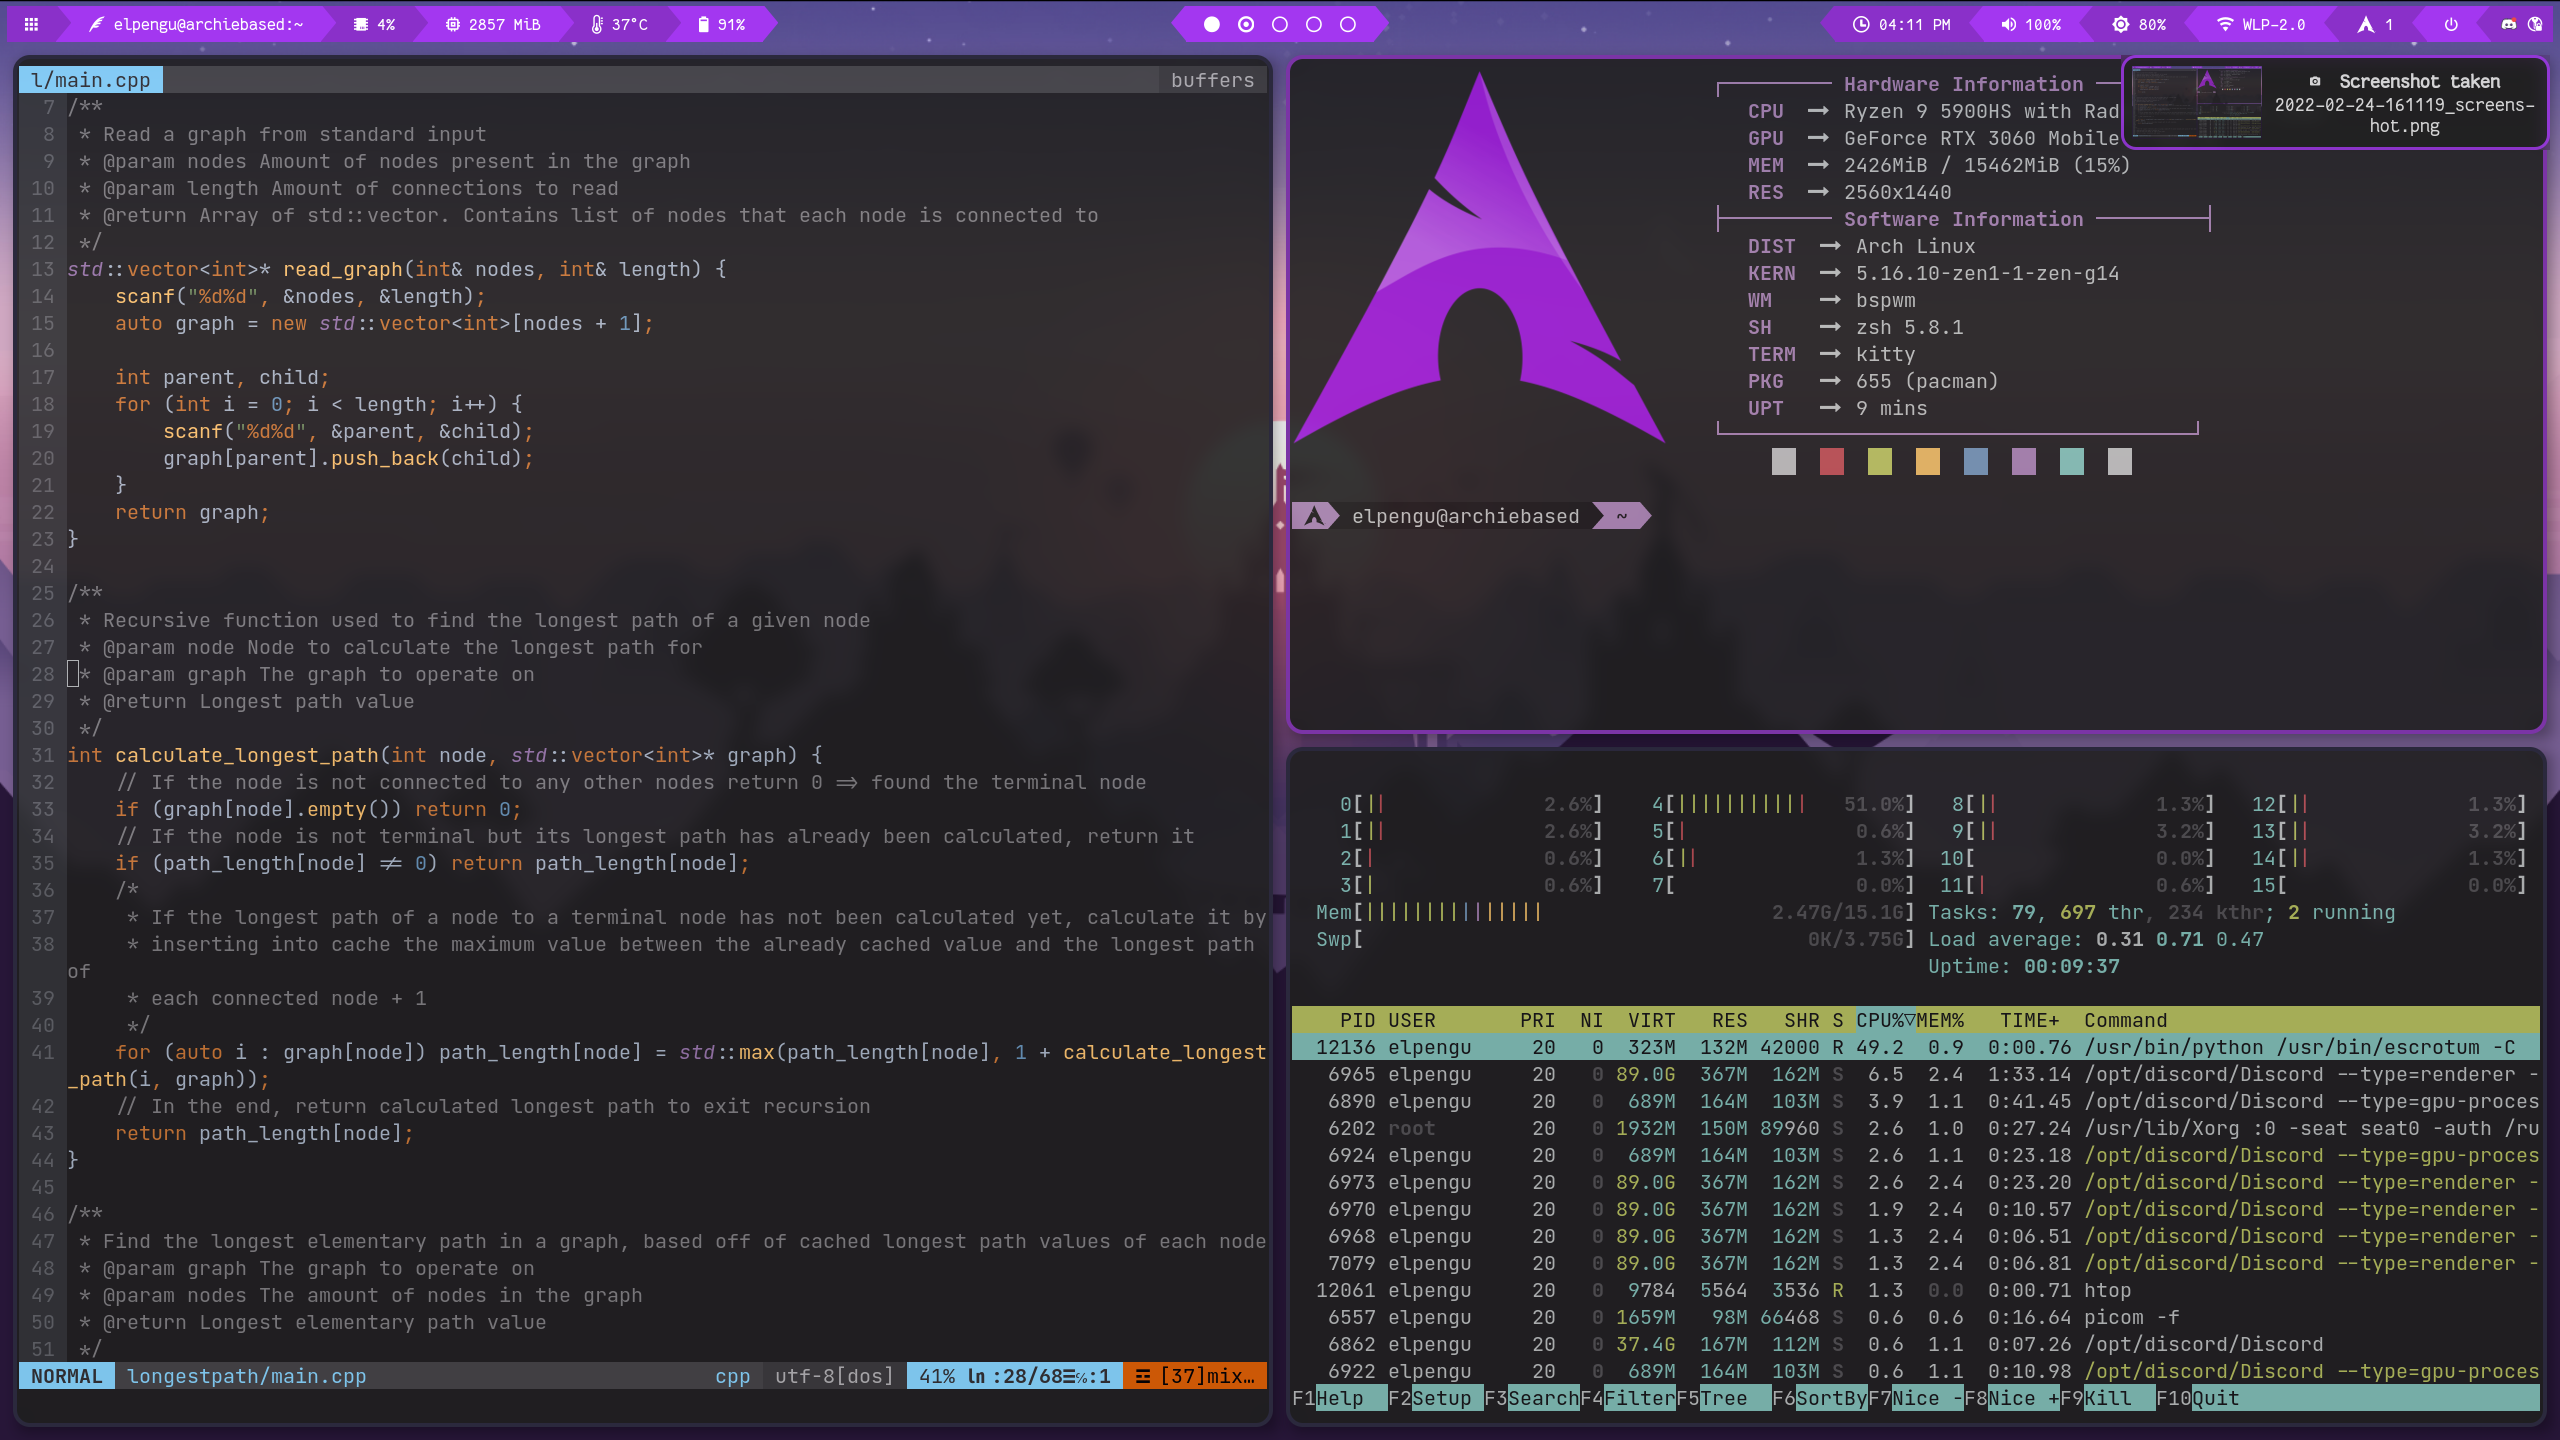 elpengu@archiebased:~ 4% 2857 MiB 37°C 91%
04:11 PM 100% 80% WLP-2.0 1
l/main.cpp buffers
7 /**
8  * Read a graph from standard input
9  * @param nodes Amount of nodes present in the graph
10  * @param length Amount of connections to read
11  * @return Array of std::vector. Contains list of nodes that each node is connected to
12  */
13 std::vector<int>* read_graph(int& nodes, int& length) {
14     scanf("%d%d", &nodes, &length);
15     auto graph = new std::vector<int>[nodes + 1];
16
17     int parent, child;
18     for (int i = 0; i < length; i++) {
19         scanf("%d%d", &parent, &child);
20         graph[parent].push_back(child);
21     }
22     return graph;
23 }
24
25 /**
26  * Recursive function used to find the longest path of a given node
27  * @param node Node to calculate the longest path for
28  * @param graph The graph to operate on
29  * @return Longest path value
30  */
31 int calculate_longest_path(int node, std::vector<int>* graph) {
32     // If the node is not connected to any other nodes return 0 => found the terminal node
33     if (graph[node].empty()) return 0;
34     // If the node is not terminal but its longest path has already been calculated, return it
35     if (path_length[node] != 0) return path_length[node];
36     /*
37      * If the longest path of a node to a terminal node has not been calculated yet, calculate it by
38      * inserting into cache the maximum value between the already cached value and the longest path
of
39      * each connected node + 1
40      */
41     for (auto i : graph[node]) path_length[node] = std::max(path_length[node], 1 + calculate_longest
_path(i, graph));
42     // In the end, return calculated longest path to exit recursion
43     return path_length[node];
44 }
45
46 /**
47  * Find the longest elementary path in a graph, based off of cached longest path values of each node
48  * @param graph The graph to operate on
49  * @param nodes The amount of nodes in the graph
50  * @return Longest elementary path value
51  */
NORMAL longestpath/main.cpp cpp utf-8[dos] 41% ln:28/68☰℅:1 ☲ [37]mix…
Hardware Information
CPU → Ryzen 9 5900HS with Rad
GPU → GeForce RTX 3060 Mobile
MEM → 2426MiB / 15462MiB (15%)
RES → 2560x1440
Software Information
DIST → Arch Linux
KERN → 5.16.10-zen1-1-zen-g14
WM → bspwm
SH → zsh 5.8.1
TERM → kitty
PKG → 655 (pacman)
UPT → 9 mins
elpengu@archiebased ~
Screenshot taken
2022-02-24-161119_screens-
hot.png
0[|| 2.6%] 4[||||||||||| 51.0%] 8[|| 1.3%] 12[|| 1.3%]
1[|| 2.6%] 5[| 0.6%] 9[|| 3.2%] 13[|| 3.2%]
2[| 0.6%] 6[|| 1.3%] 10[ 0.0%] 14[|| 1.3%]
3[| 0.6%] 7[ 0.0%] 11[| 0.6%] 15[ 0.0%]
Mem[||||||||||||||| 2.47G/15.1G] Tasks: 79, 697 thr, 234 kthr; 2 running
Swp[ 0K/3.75G] Load average: 0.31 0.71 0.47
Uptime: 00:09:37
PID USER PRI NI VIRT RES SHR S CPU%▽MEM% TIME+ Command
12136 elpengu 20 0 323M 132M 42000 R 49.2 0.9 0:00.76 /usr/bin/python /usr/bin/escrotum -C
6965 elpengu 20 0 89.0G 367M 162M S 6.5 2.4 1:33.14 /opt/discord/Discord --type=renderer -
6890 elpengu 20 0 689M 164M 103M S 3.9 1.1 0:41.45 /opt/discord/Discord --type=gpu-proces
6202 root 20 0 1932M 150M 89960 S 2.6 1.0 0:27.24 /usr/lib/Xorg :0 -seat seat0 -auth /ru
6924 elpengu 20 0 689M 164M 103M S 2.6 1.1 0:23.18 /opt/discord/Discord --type=gpu-proces
6973 elpengu 20 0 89.0G 367M 162M S 2.6 2.4 0:23.20 /opt/discord/Discord --type=renderer -
6970 elpengu 20 0 89.0G 367M 162M S 1.9 2.4 0:10.57 /opt/discord/Discord --type=renderer -
6968 elpengu 20 0 89.0G 367M 162M S 1.3 2.4 0:06.51 /opt/discord/Discord --type=renderer -
7079 elpengu 20 0 89.0G 367M 162M S 1.3 2.4 0:06.81 /opt/discord/Discord --type=renderer -
12061 elpengu 20 0 9784 5564 3536 R 1.3 0.0 0:00.71 htop
6557 elpengu 20 0 1659M 98M 66468 S 0.6 0.6 0:16.64 picom -f
6862 elpengu 20 0 37.4G 167M 112M S 0.6 1.1 0:07.26 /opt/discord/Discord
6922 elpengu 20 0 689M 164M 103M S 0.6 1.1 0:10.98 /opt/discord/Discord --type=gpu-proces
F1Help F2Setup F3SearchF4FilterF5Tree F6SortByF7Nice -F8Nice +F9Kill F10Quit